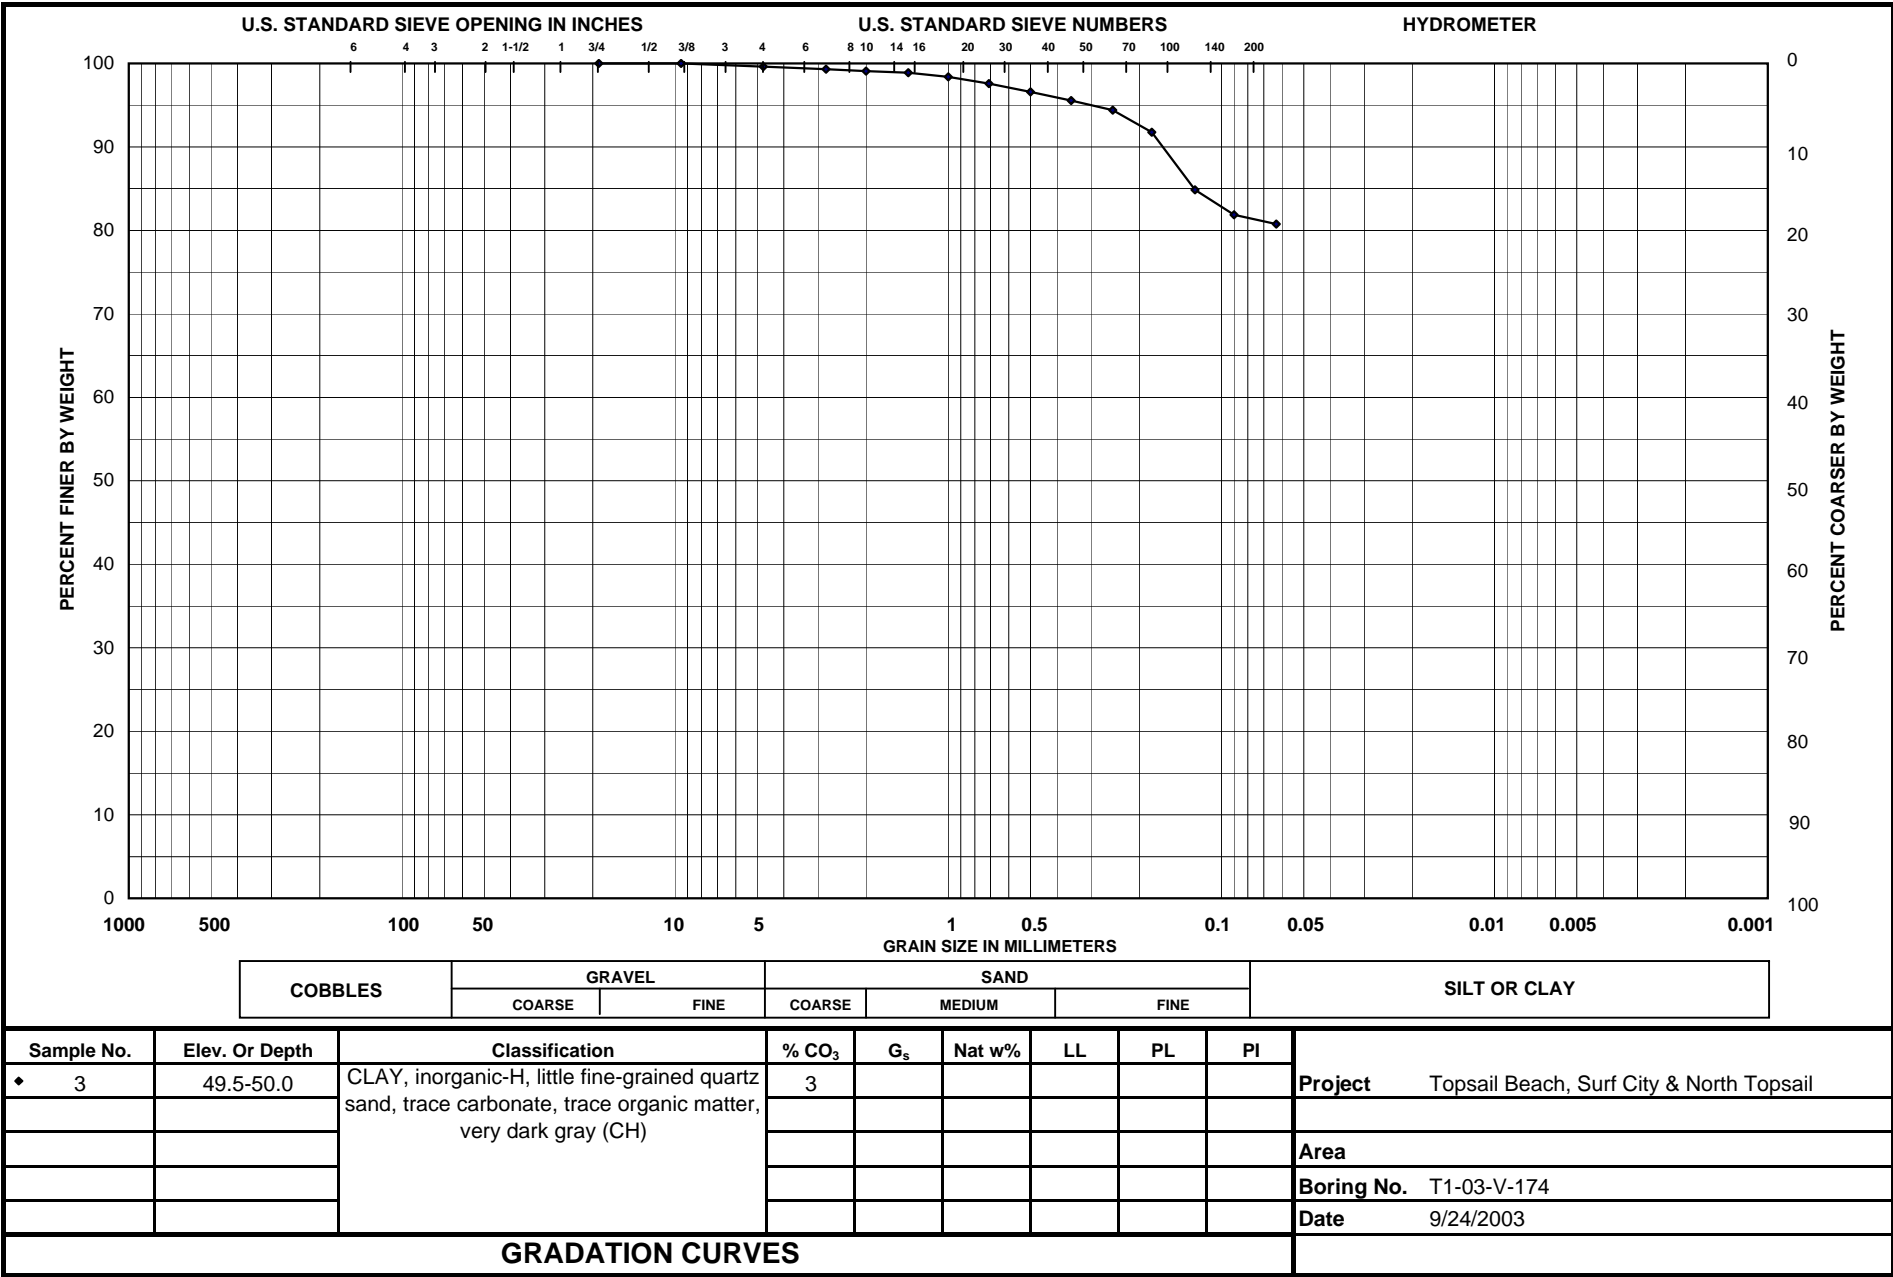 U.S. STANDARD SIEVE OPENING IN INCHES U.S. STANDARD SIEVE NUMBERS HYDROMETER
6 4 3 2 1-1/2 1 3/4 1/2 3/8 3 4 6 8 10 14 16 20 30 40 50 70 100 140 200
100 0
90 10
80 20
70 30
60 40
50 50
40 60
30 70
20 80
10 90
0 100
PERCENT FINER BY WEIGHT
PERCENT COARSER BY WEIGHT
1000 500 100 50 10 5 1 0.5 0.1 0.05 0.01 0.005 0.001
GRAIN SIZE IN MILLIMETERS
COBBLES GRAVEL SAND SILT OR CLAY
COARSE FINE COARSE MEDIUM FINE
Sample No. Elev. Or Depth Classification % CO₃ Gₛ Nat w% LL PL PI
3 49.5-50.0 CLAY, inorganic-H, little fine-grained quartz 3
sand, trace carbonate, trace organic matter,
very dark gray (CH)
Project Topsail Beach, Surf City & North Topsail
Area
Boring No. T1-03-V-174
Date 9/24/2003
GRADATION CURVES